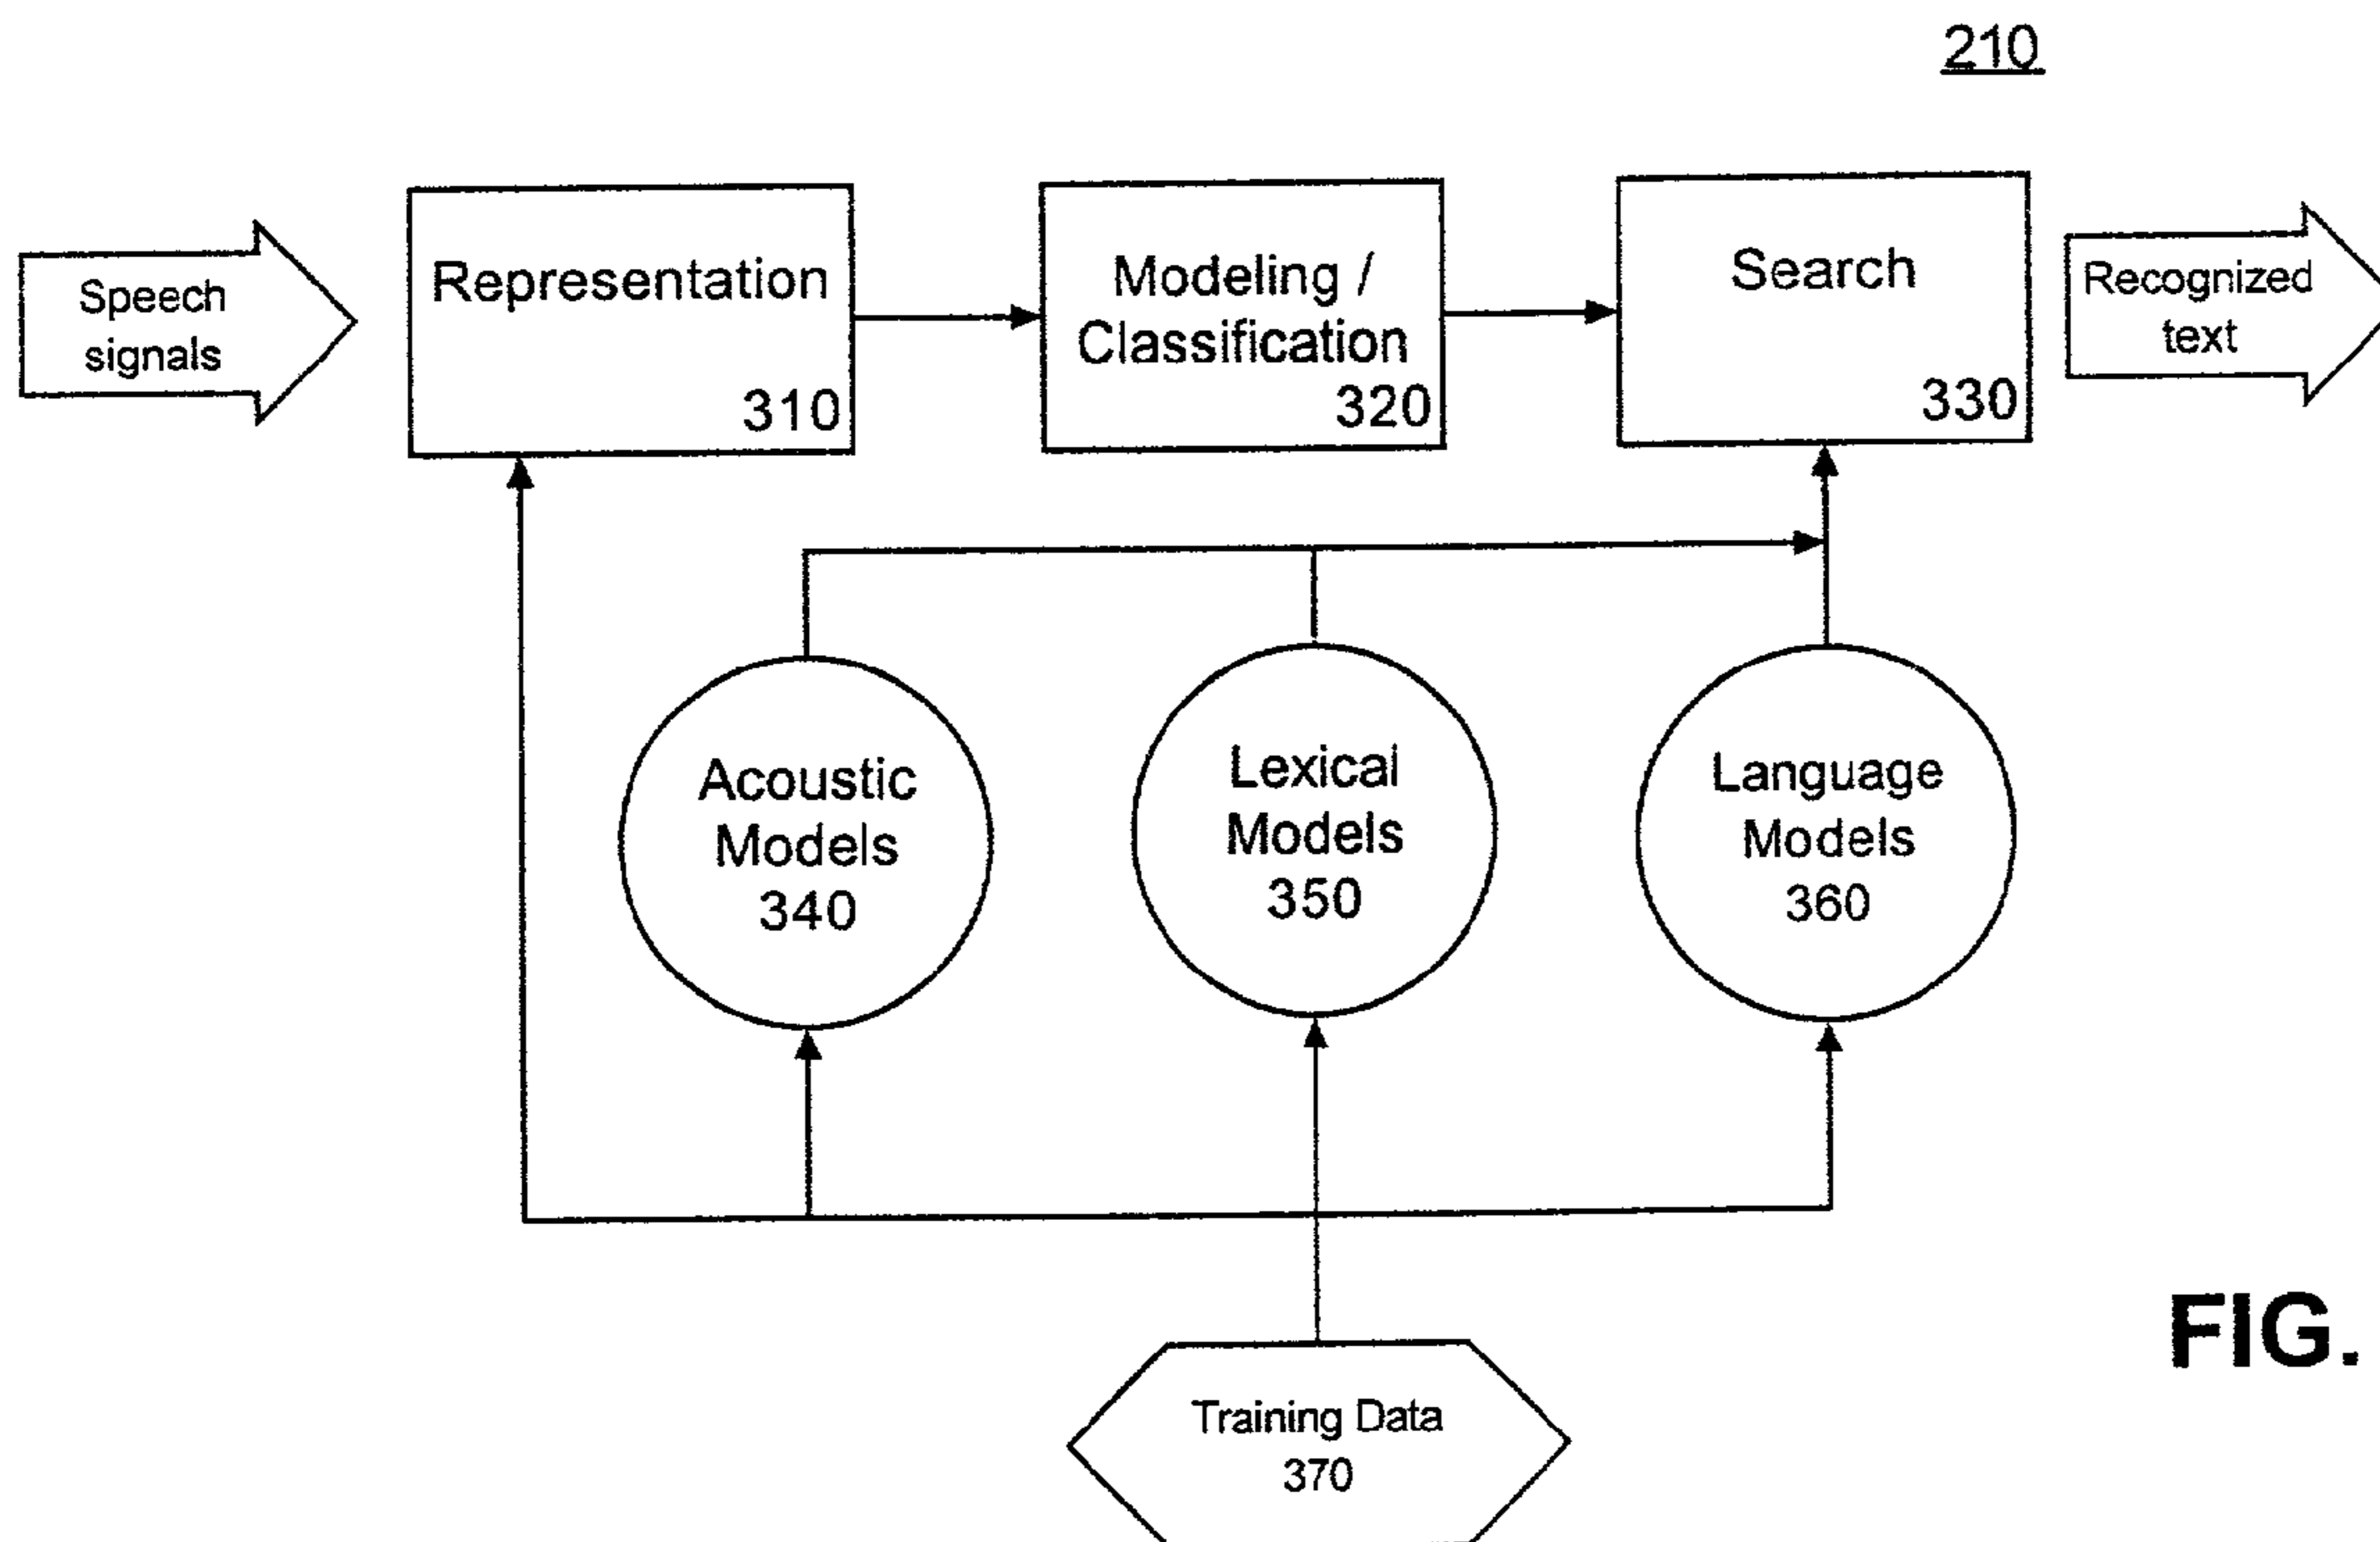 210
Speech
signals
Representation
310
Modeling /
Classification
320
Search
330
Recognized
text
Acoustic
Models
340
Lexical
Models
350
Language
Models
360
Training Data
370
FIG.